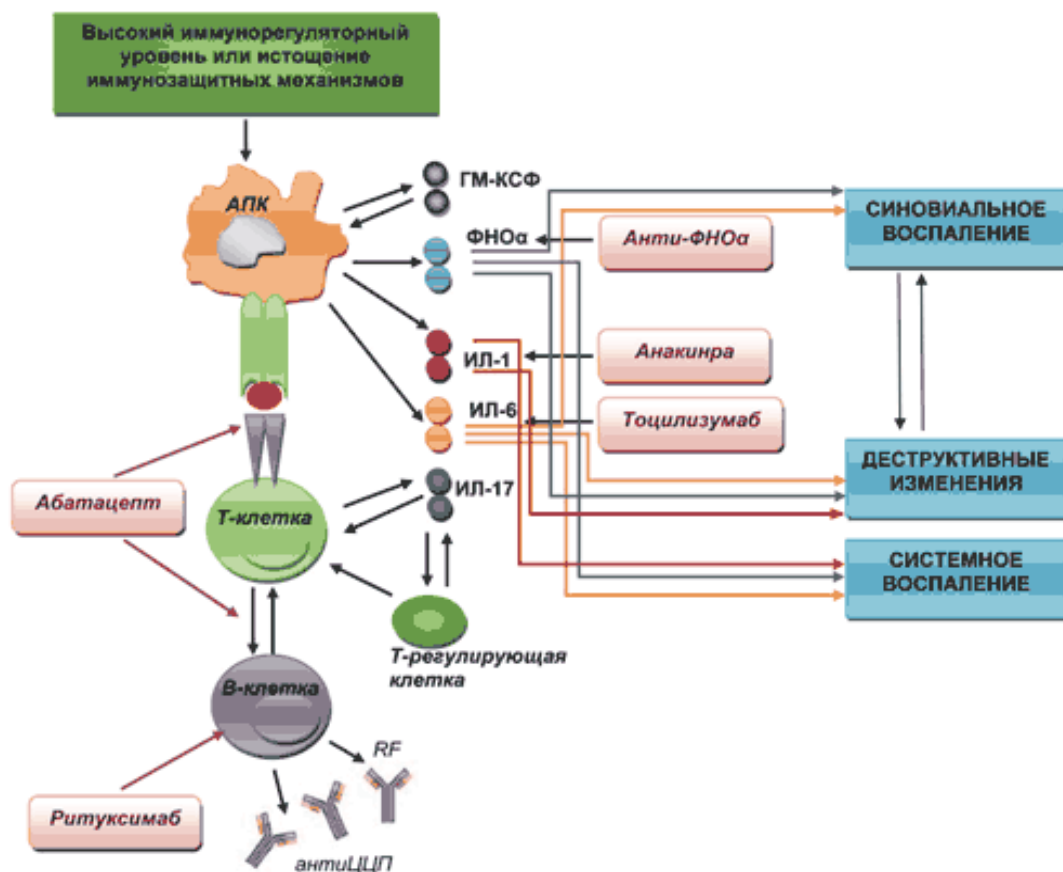 Высокий иммунорегуляторный
уровень или истощение
иммунозащитных механизмов
АПК
ГМ-КСФ
ФНОα
Анти-ФНОα
СИНОВИАЛЬНОЕ
ВОСПАЛЕНИЕ
ИЛ-1
Анакинра
ИЛ-6
Тоцилизумаб
ИЛ-17
ДЕСТРУКТИВНЫЕ
ИЗМЕНЕНИЯ
Абатацепт
Т-клетка
СИСТЕМНОЕ
ВОСПАЛЕНИЕ
Т-регулирующая
клетка
В-клетка
RF
Ритуксимаб
антиЦЦП